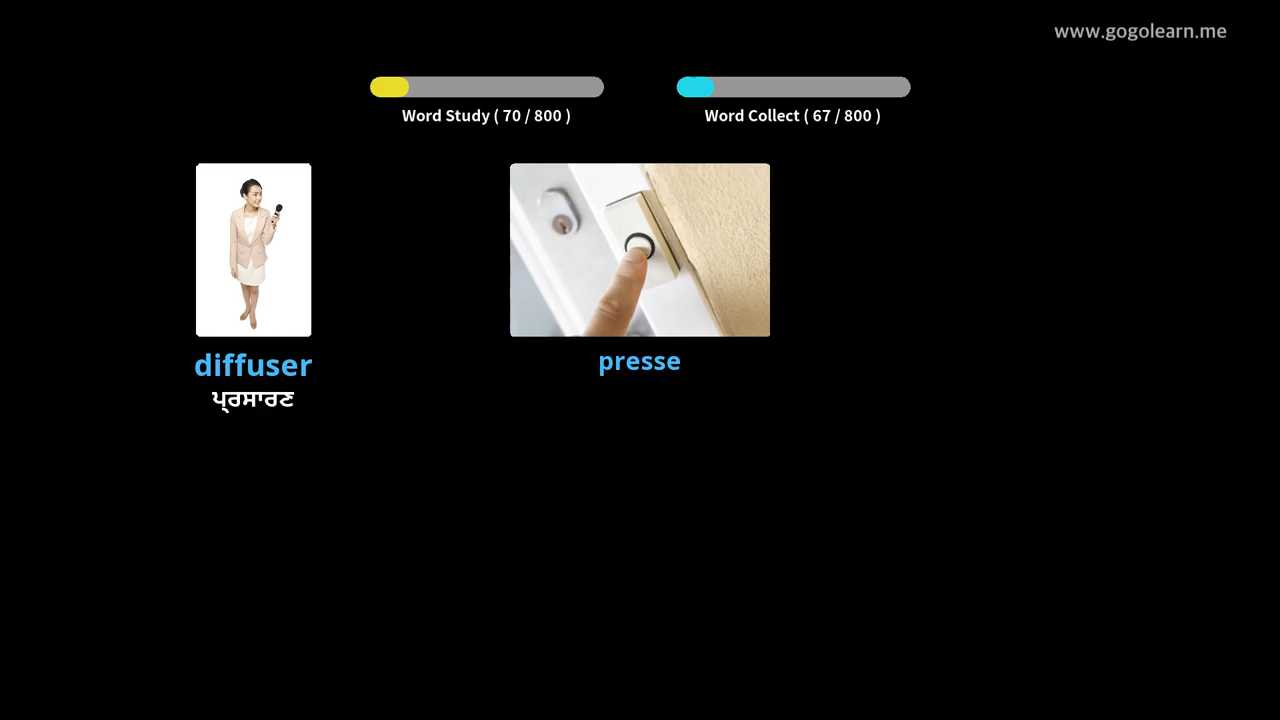 www.gogolearn.me
Word Study ( 70 / 800 )
Word Collect ( 67 / 800 )
diffuser
ਪ੍ਰਸਾਰਣ
presse